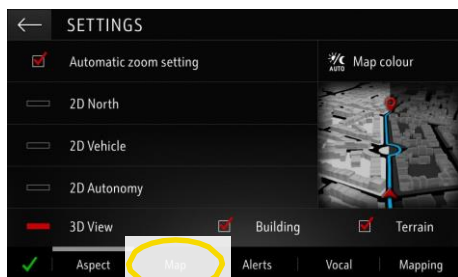 SETTINGS
Automatic zoom setting
AUTO Map colour
2D North
2D Vehicle
2D Autonomy
3D View Building Terrain
Aspect Map Alerts Vocal Mapping